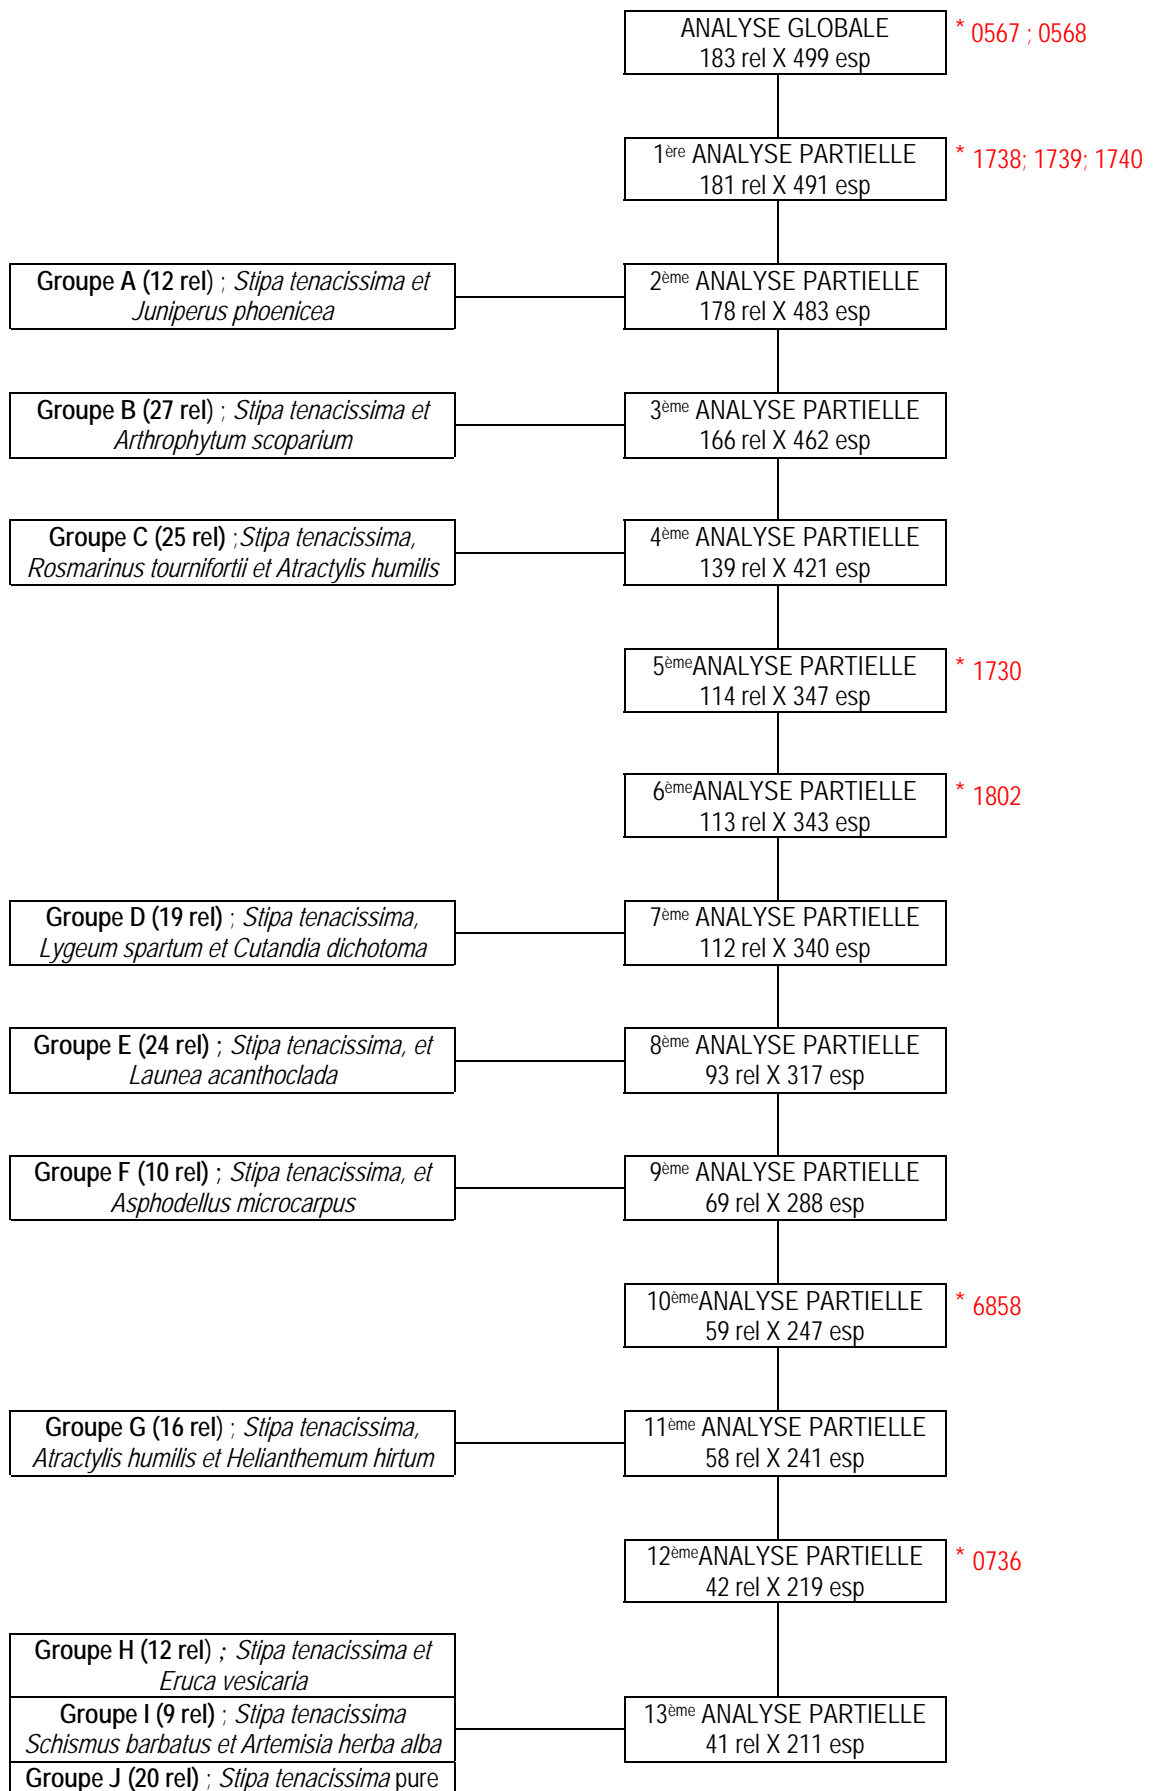 ANALYSE GLOBALE
183 rel X 499 esp
* 0567 ; 0568
1ère ANALYSE PARTIELLE
181 rel X 491 esp
* 1738; 1739; 1740
Groupe A (12 rel) ; Stipa tenacissima et
Juniperus phoenicea
2ème ANALYSE PARTIELLE
178 rel X 483 esp
Groupe B (27 rel) ; Stipa tenacissima et
Arthrophytum scoparium
3ème ANALYSE PARTIELLE
166 rel X 462 esp
Groupe C (25 rel) ;Stipa tenacissima,
Rosmarinus tournifortii et Atractylis humilis
4ème ANALYSE PARTIELLE
139 rel X 421 esp
5èmeANALYSE PARTIELLE
114 rel X 347 esp
* 1730
6èmeANALYSE PARTIELLE
113 rel X 343 esp
* 1802
Groupe D (19 rel) ; Stipa tenacissima,
Lygeum spartum et Cutandia dichotoma
7ème ANALYSE PARTIELLE
112 rel X 340 esp
Groupe E (24 rel) ; Stipa tenacissima, et
Launea acanthoclada
8ème ANALYSE PARTIELLE
93 rel X 317 esp
Groupe F (10 rel) ; Stipa tenacissima, et
Asphodellus microcarpus
9ème ANALYSE PARTIELLE
69 rel X 288 esp
10èmeANALYSE PARTIELLE
59 rel X 247 esp
* 6858
Groupe G (16 rel) ; Stipa tenacissima,
Atractylis humilis et Helianthemum hirtum
11ème ANALYSE PARTIELLE
58 rel X 241 esp
12èmeANALYSE PARTIELLE
42 rel X 219 esp
* 0736
Groupe H (12 rel) ; Stipa tenacissima et
Eruca vesicaria
Groupe I (9 rel) ; Stipa tenacissima
Schismus barbatus et Artemisia herba alba
13ème ANALYSE PARTIELLE
41 rel X 211 esp
Groupe J (20 rel) ; Stipa tenacissima pure